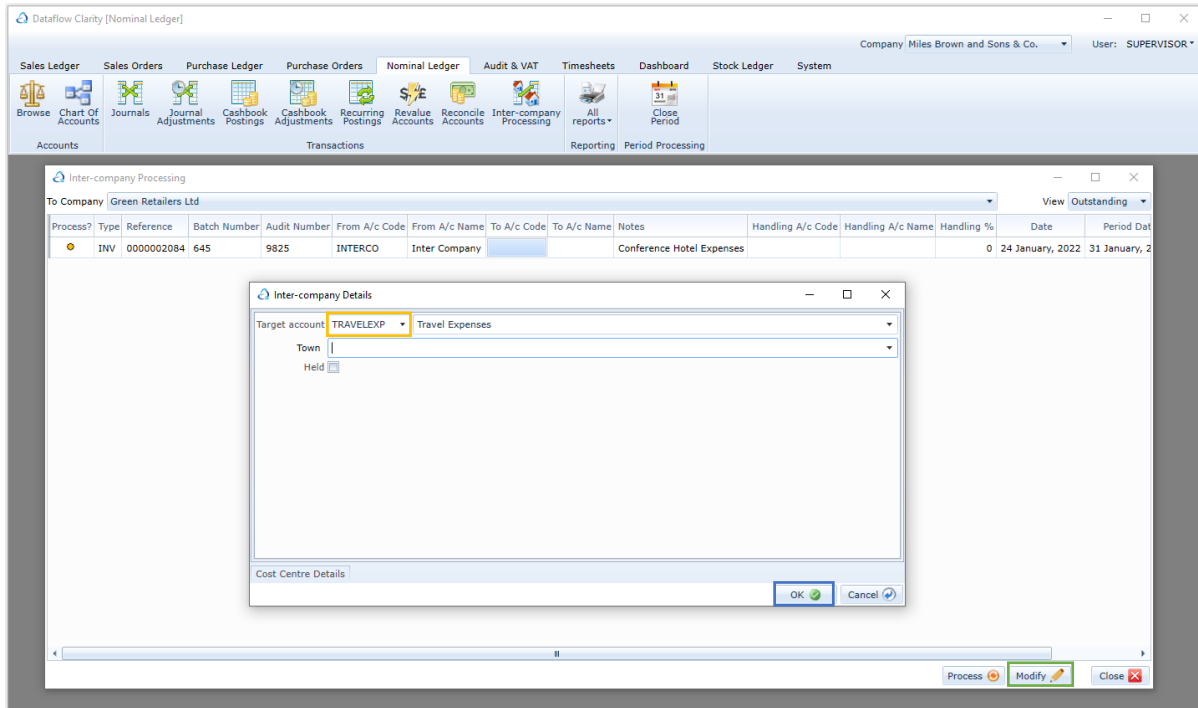 Dataflow Clarity [Nominal Ledger]
Company Miles Brown and Sons & Co. User: SUPERVISOR
Sales Ledger Sales Orders Purchase Ledger Purchase Orders Nominal Ledger Audit & VAT Timesheets Dashboard Stock Ledger System
Browse Chart Of Accounts Journals Journal Adjustments Cashbook Postings Cashbook Adjustments Recurring Postings Revalue Accounts Reconcile Accounts Inter-company Processing All reports 31 Close Period
Accounts Transactions Reporting Period Processing
Inter-company Processing
To Company Green Retailers Ltd View Outstanding
Process? Type Reference Batch Number Audit Number From A/c Code From A/c Name To A/c Code To A/c Name Notes Handling A/c Code Handling A/c Name Handling % Date Period Dat
INV 0000002084 645 9825 INTERCO Inter Company Conference Hotel Expenses 0 24 January, 2022 31 January, 2
Inter-company Details
Target account TRAVELEXP Travel Expenses
Town
Held
Cost Centre Details
OK Cancel
Process Modify Close